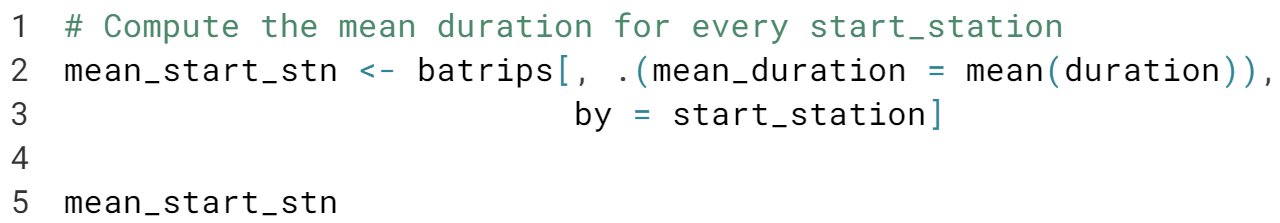 1 # Compute the mean duration for every start_station
2 mean_start_stn <- batrips[, .(mean_duration = mean(duration)),
3                           by = start_station]
4
5 mean_start_stn